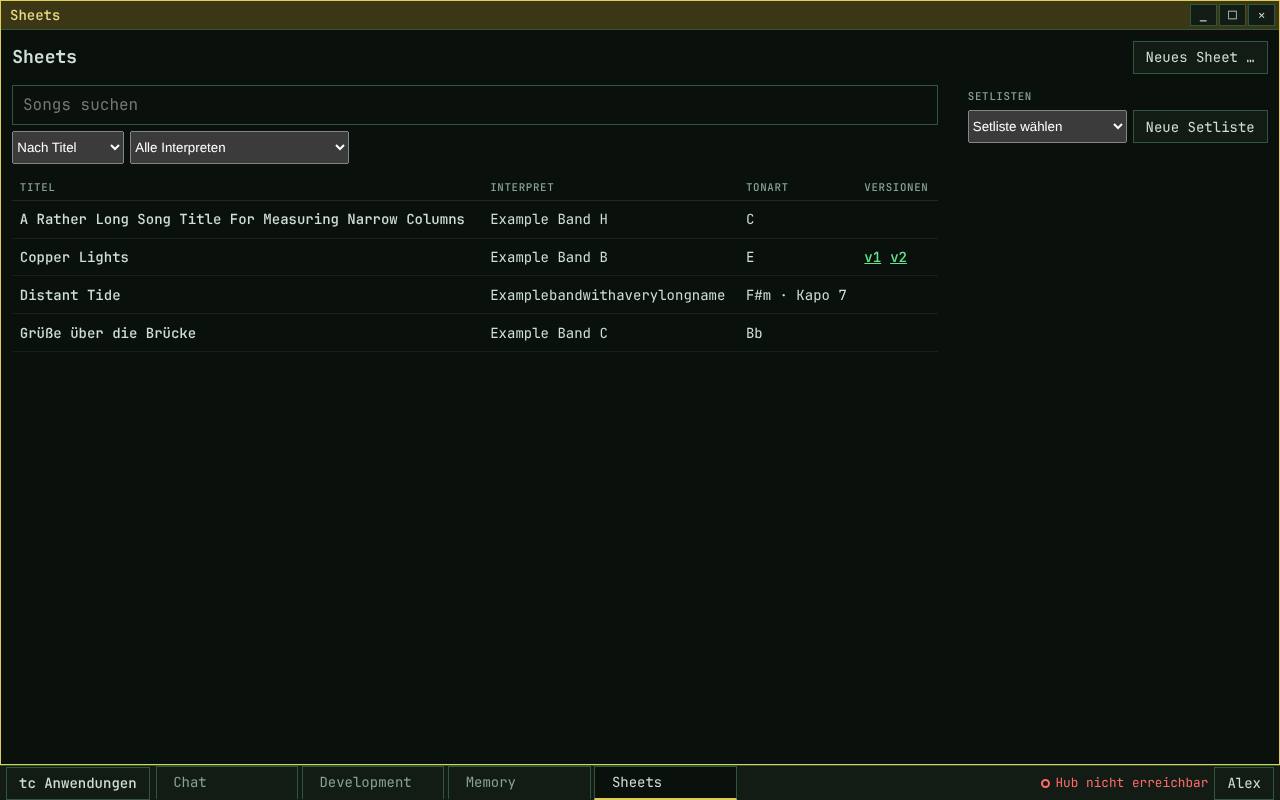 Sheets
_ □ ×
Sheets
Neues Sheet …
Songs suchen
Nach Titel
Alle Interpreten
SETLISTEN
Setliste wählen
Neue Setliste
TITEL INTERPRET TONART VERSIONEN
A Rather Long Song Title For Measuring Narrow Columns Example Band H C
Copper Lights Example Band B E v1 v2
Distant Tide Examplebandwithaverylongname F#m · Kapo 7
Grüße über die Brücke Example Band C Bb
tc Anwendungen Chat Development Memory Sheets Hub nicht erreichbar Alex